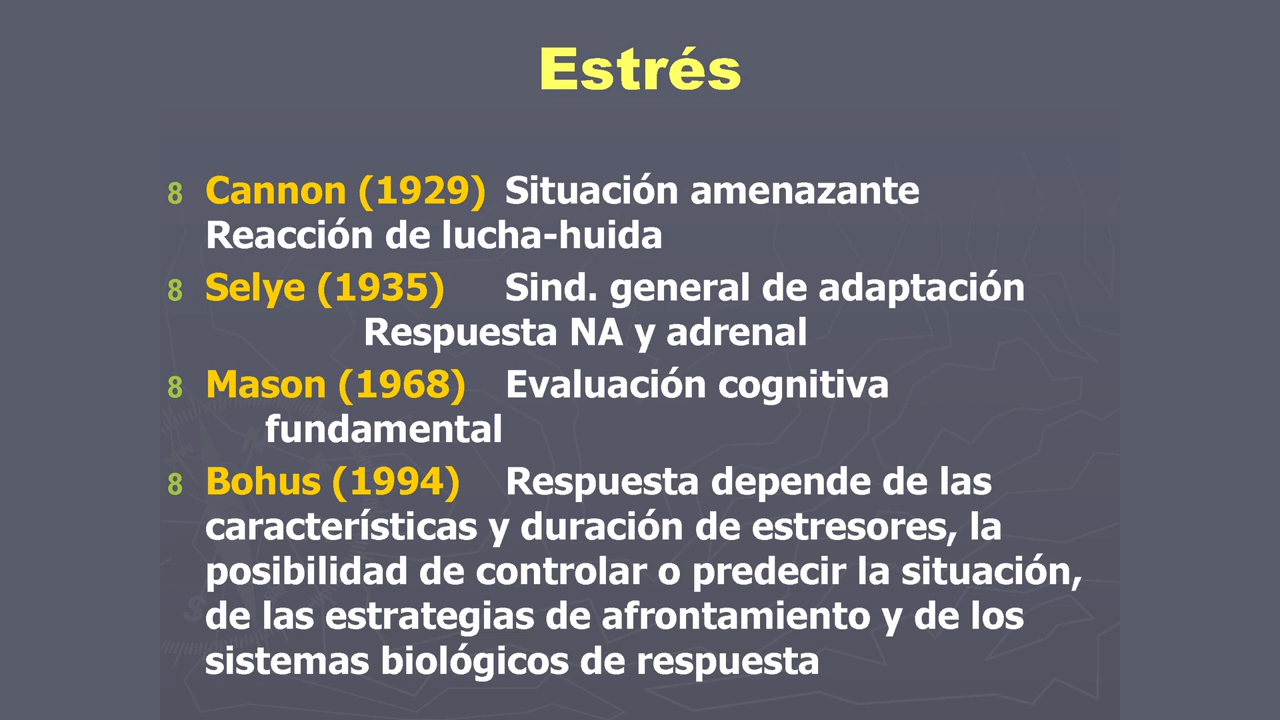 Estrés
8 Cannon (1929) Situación amenazante
Reacción de lucha-huida
8 Selye (1935) Sind. general de adaptación
Respuesta NA y adrenal
8 Mason (1968) Evaluación cognitiva
fundamental
8 Bohus (1994) Respuesta depende de las
características y duración de estresores, la
posibilidad de controlar o predecir la situación,
de las estrategias de afrontamiento y de los
sistemas biológicos de respuesta